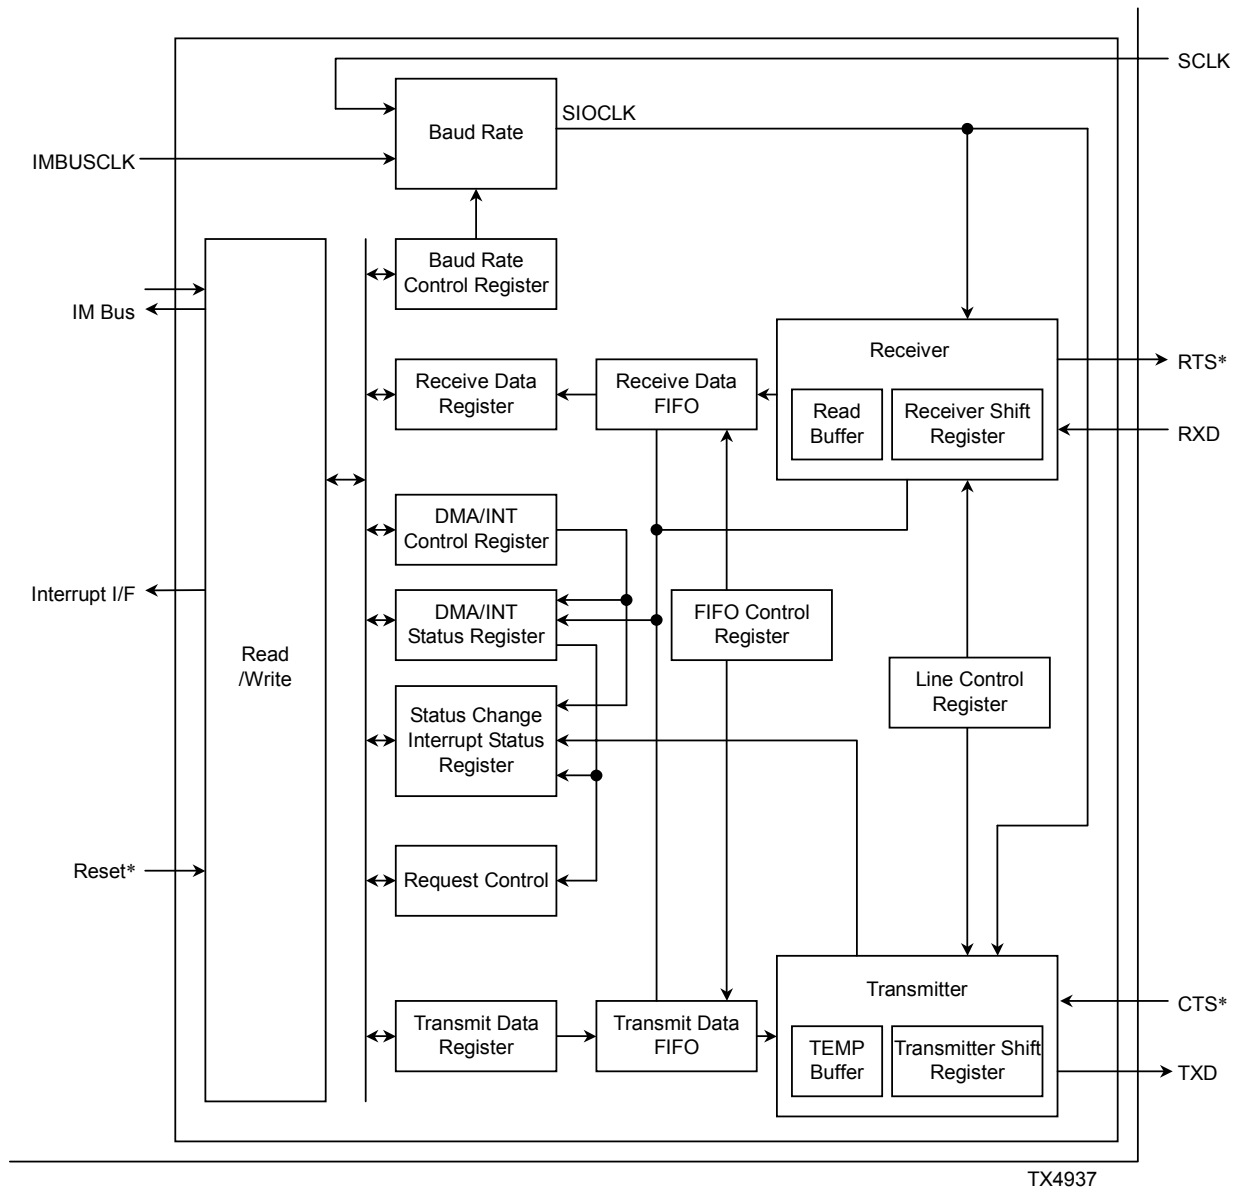 SCLK
Baud Rate
SIOCLK
IMBUSCLK
Baud Rate
Control Register
IM Bus
Receiver
RTS*
Receive Data
Register
Receive Data
FIFO
Read
Buffer
Receiver Shift
Register
RXD
DMA/INT
Control Register
Interrupt I/F
DMA/INT
Status Register
FIFO Control
Register
Read
/Write
Line Control
Register
Status Change
Interrupt Status
Register
Reset*
Request Control
Transmitter
CTS*
Transmit Data
Register
Transmit Data
FIFO
TEMP
Buffer
Transmitter Shift
Register
TXD
TX4937